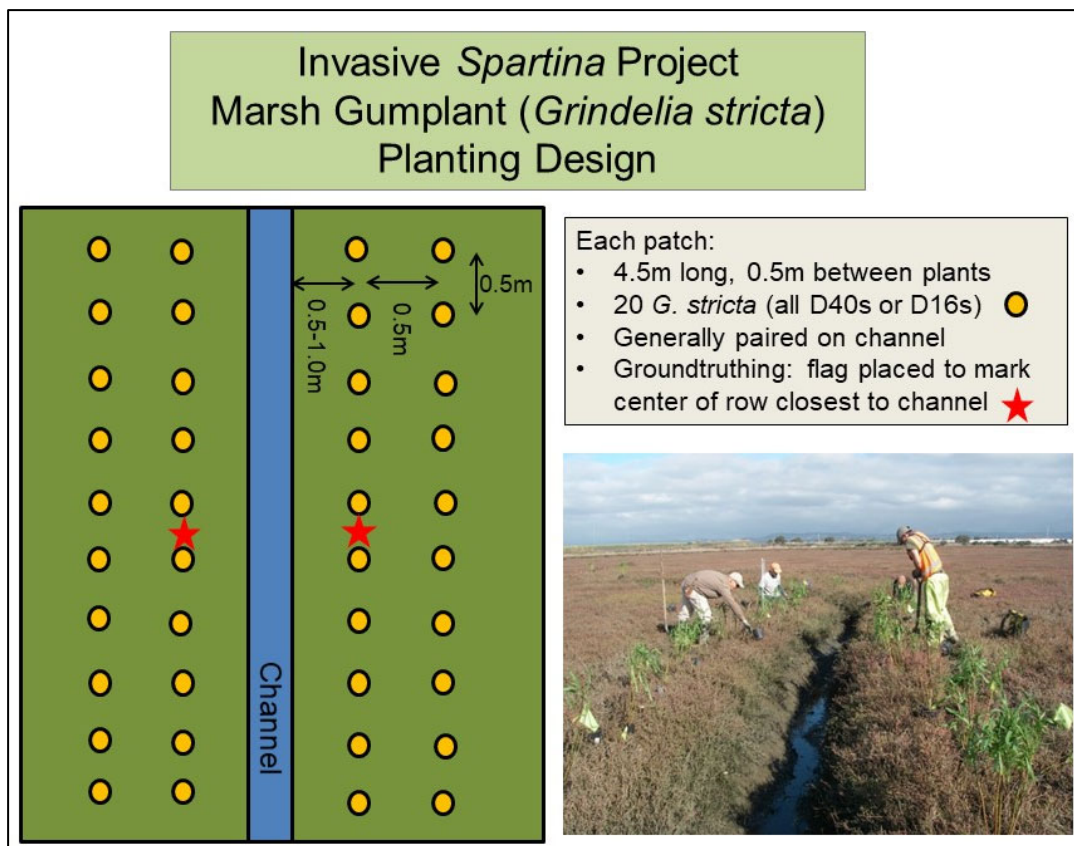 Invasive Spartina Project
Marsh Gumplant (Grindelia stricta)
Planting Design
0.5m
0.5-1.0m
0.5m
Channel
Each patch:
• 4.5m long, 0.5m between plants
• 20 G. stricta (all D40s or D16s)
• Generally paired on channel
• Groundtruthing: flag placed to mark
center of row closest to channel